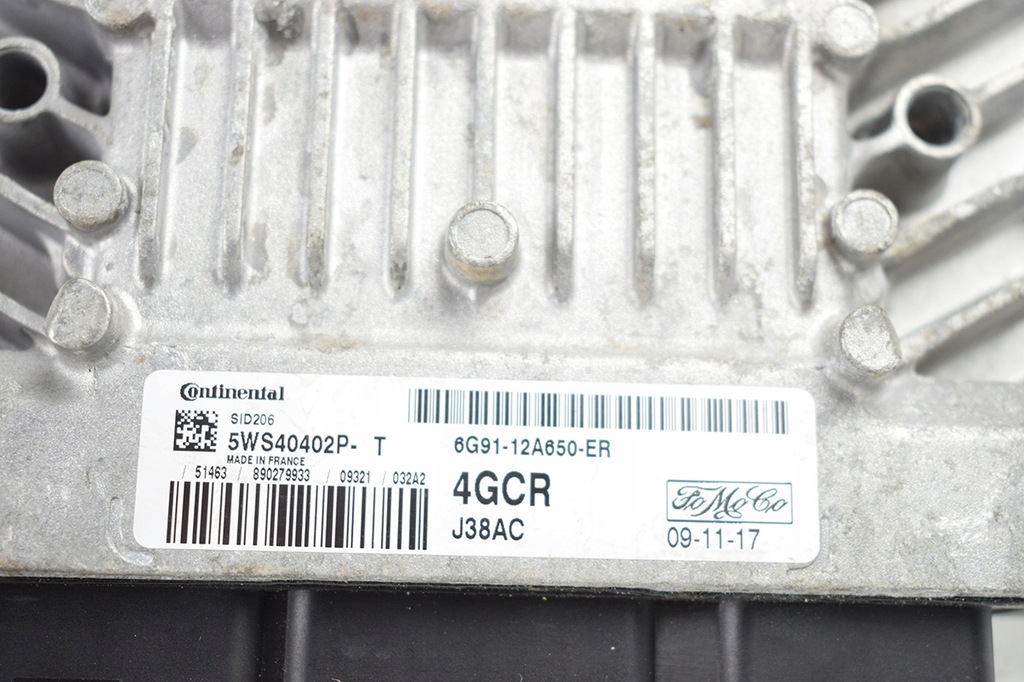 Continental
SID206
5WS40402P- T
MADE IN FRANCE
/ 51463 / 890279933 / 09321 / 032A2
6G91-12A650-ER
4GCR
J38AC
FoMoCo
09-11-17